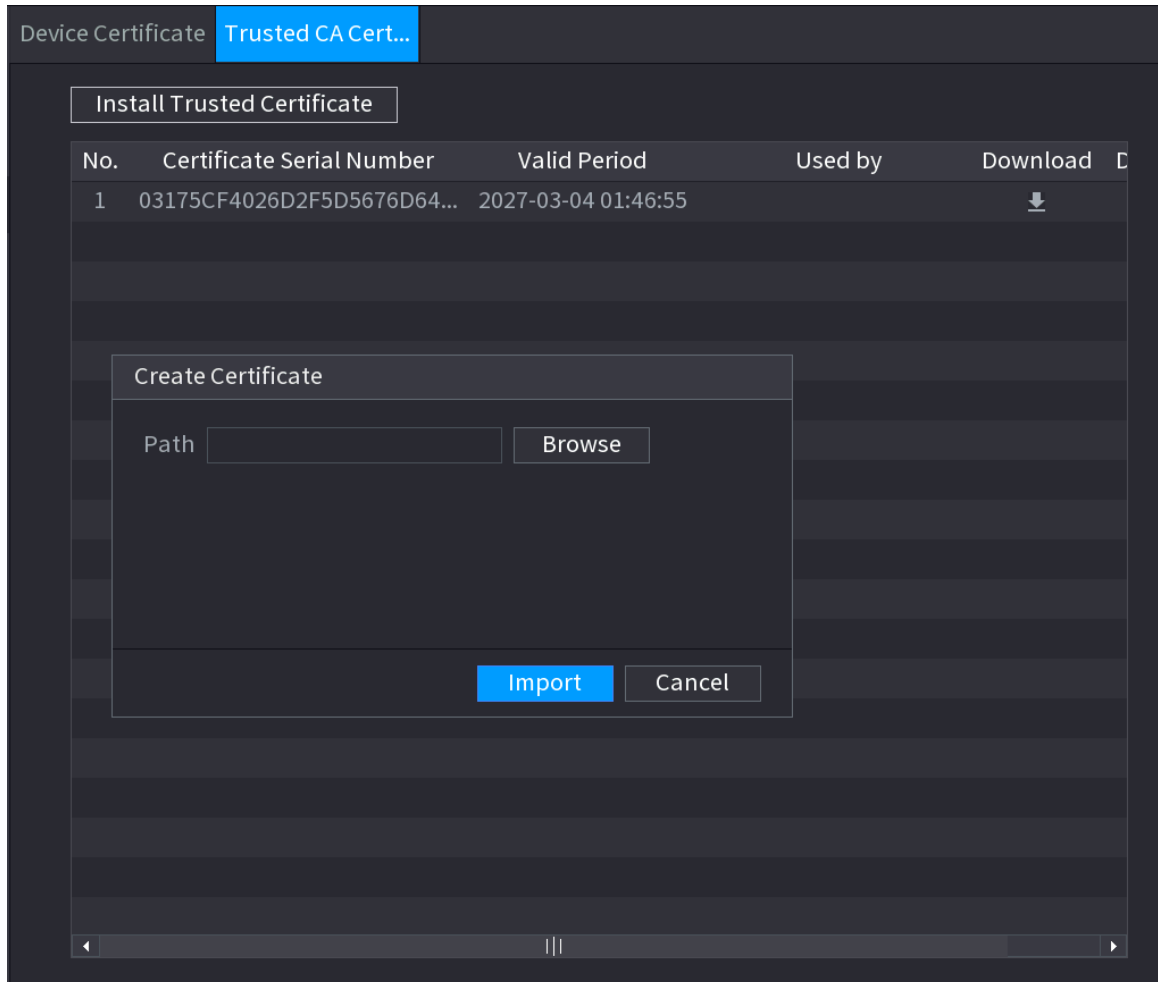 Device Certificate Trusted CA Cert...
Install Trusted Certificate
No. Certificate Serial Number Valid Period Used by Download D
1 03175CF4026D2F5D5676D64... 2027-03-04 01:46:55
Create Certificate
Path Browse
Import Cancel